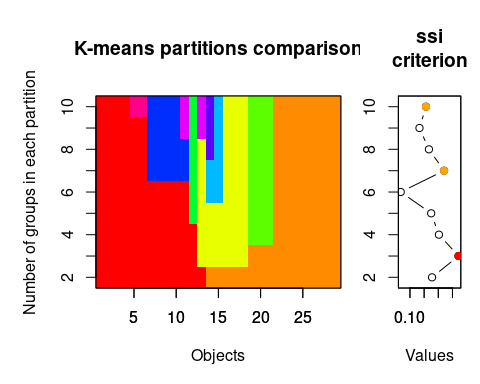 K-means partitions comparison
ssi
criterion
Number of groups in each partition
10
8
6
4
2
5
10
15
20
25
Objects
10
8
6
4
2
0.10
Values